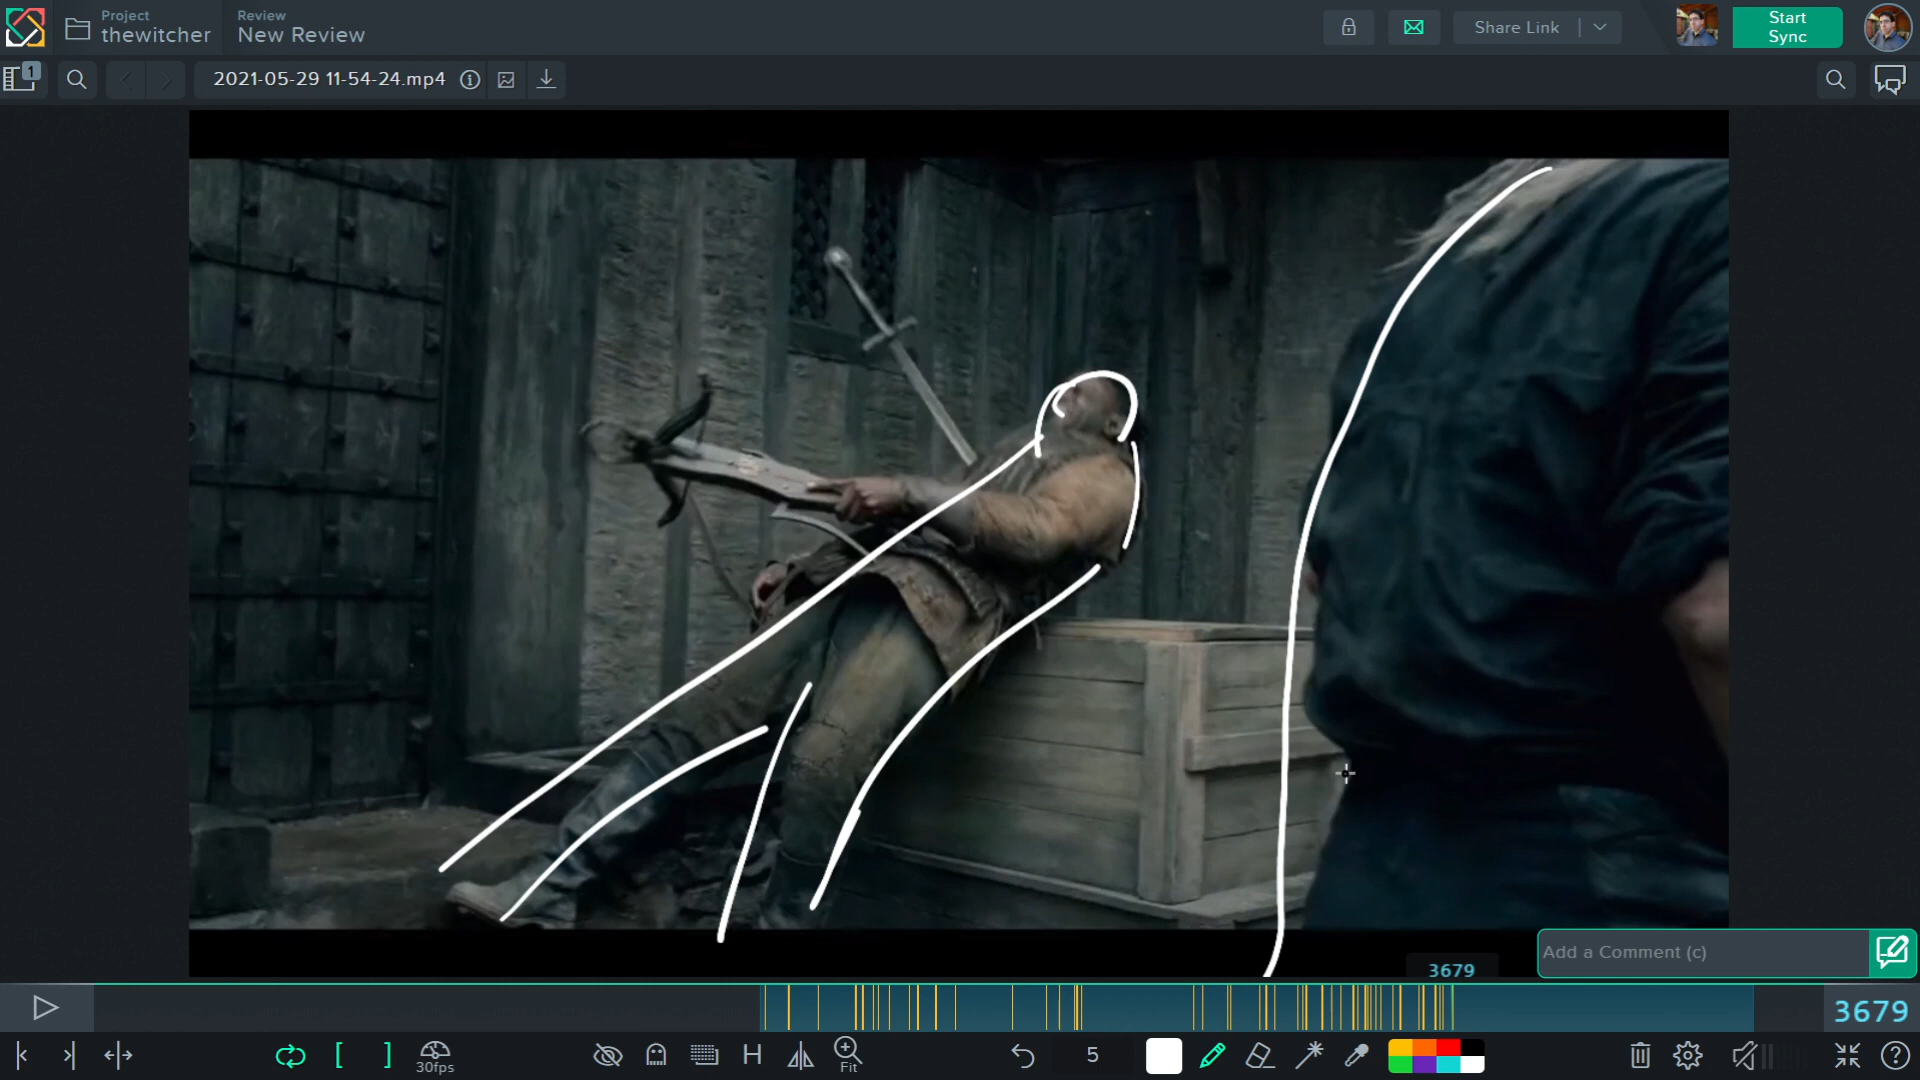 Project
thewitcher
Review
New Review
Share Link
Start
Sync
1
2021-05-29 11-54-24.mp4
Add a Comment (c)
3679
3679
30fps
H
Fit
5